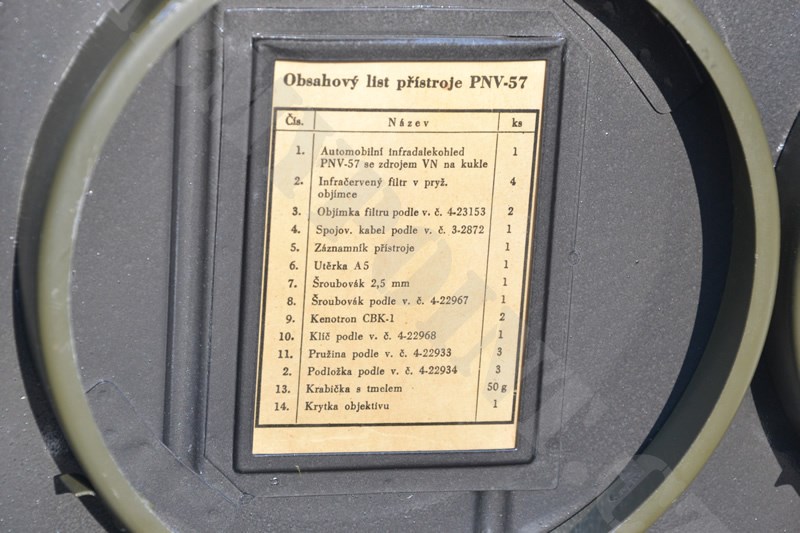 Obsahový list přístroje PNV-57
Čís. Název ks
1. Automobilní infradalekohled 1
PNV-57 se zdrojem VN na kukle
2. Infračervený filtr v pryž. 4
objímce
3. Objímka filtru podle v. č. 4-23153 2
4. Spojov. kabel podle v. č. 3-2872 1
5. Záznamník přístroje 1
6. Utěrka A5 1
7. Šroubovák 2,5 mm 1
8. Šroubovák podle v. č. 4-22967 1
9. Kenotron CBK-1 2
10. Klíč podle v. č. 4-22968 1
11. Pružina podle v. č. 4-22933 3
2. Podložka podle v. č. 4-22934 3
13. Krabička s tmelem 50 g
14. Krytka objektivu 1